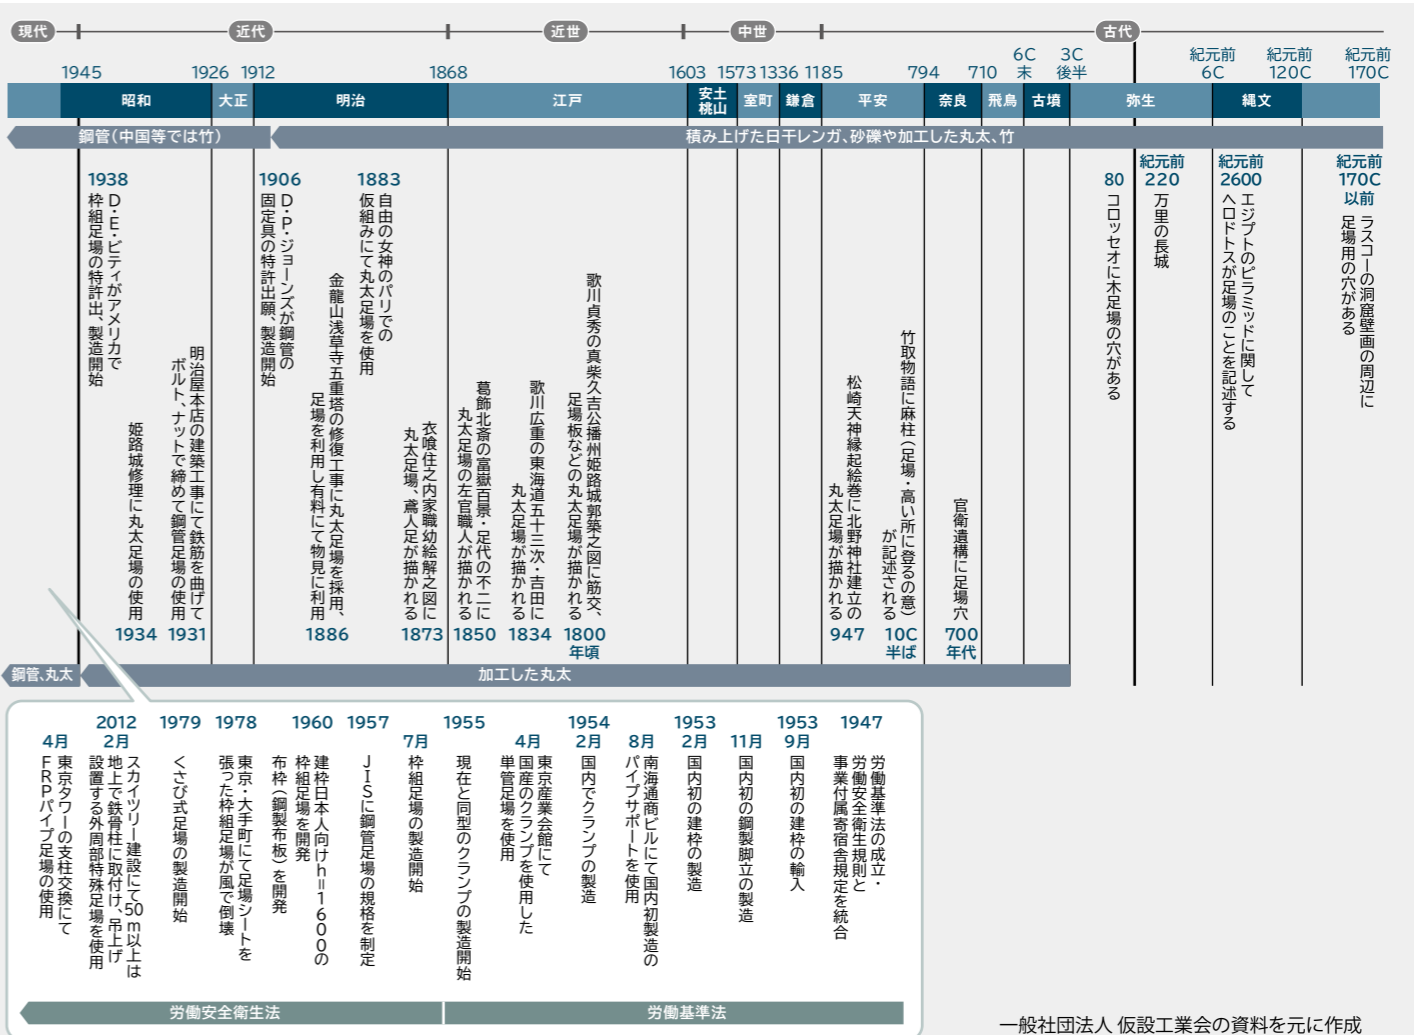 現代
近代
近世
中世
古代
1945
1926
1912
1868
1603
1573
1336
1185
794
710
6C
末
3C
後半
紀元前
6C
紀元前
120C
紀元前
170C
昭和
大正
明治
江戸
安土
桃山
室町
鎌倉
平安
奈良
飛鳥
古墳
弥生
縄文
鋼管(中国等では竹)
積み上げた日干レンガ、砂礫や加工した丸太、竹
紀元前
170C
以前
ラスコーの洞窟壁画の周辺に
足場用の穴がある
紀元前
2600
エジプトのピラミッドに関して
ヘロドトスが足場のことを記述する
紀元前
220
万里の長城
80
コロッセオに木足場の穴がある
官衛遺構に足場穴
700
年代
竹取物語に麻柱(足場・高い所に登るの意)
が記述される
10C
半ば
松崎天神縁起絵巻に北野神社建立の
丸太足場が描かれる
947
歌川貞秀の真柴久吉公播州姫路城郭築之図に筋交、
足場板などの丸太足場が描かれる
1800
年頃
歌川広重の東海道五十三次・吉田に
丸太足場が描かれる
1834
葛飾北斎の富嶽百景・足代の不二に
丸太足場の左官職人が描かれる
1850
衣喰住之内家職幼絵解之図に
丸太足場、鳶人足が描かれる
1873
1883
自由の女神のパリでの
仮組みにて丸太足場を使用
金龍山浅草寺五重塔の修復工事に丸太足場を採用、
足場を利用し有料にて物見に利用
1886
1906
D・P・ジョーンズが鋼管の
固定具の特許出願、製造開始
明治屋本店の建築工事にて鉄筋を曲げて
ボルト、ナットで締めて鋼管足場の使用
1931
姫路城修理に丸太足場の使用
1934
1938
D・E・ビティがアメリカで
枠組足場の特許出、製造開始
鋼管、丸太
加工した丸太
1947
労働基準法の成立・
労働安全衛生規則と
事業付属寄宿舎規定を統合
1953
9月
国内初の建枠の輸入
11月
国内初の鋼製脚立の製造
1953
2月
国内初の建枠の製造
8月
南海通商ビルにて国内初製造の
パイプサポートを使用
1954
2月
国内でクランプの製造
4月
東京産業会館にて
国産のクランプを使用した
単管足場を使用
1955
現在と同型のクランプの製造開始
7月
枠組足場の製造開始
1957
JISに鋼管足場の規格を制定
1960
建枠日本人向けh=1600の
枠組足場を開発
布枠(鋼製布板)を開発
1978
東京・大手町にて足場シートを
張った枠組足場が風で倒壊
1979
くさび式足場の製造開始
2012
2月
スカイツリー建設にて50m以上は
地上で鉄骨柱に取付け、吊上げ
設置する外周部特殊足場を使用
4月
東京タワーの支柱交換にて
FRPパイプ足場の使用
労働安全衛生法
労働基準法
一般社団法人 仮設工業会の資料を元に作成